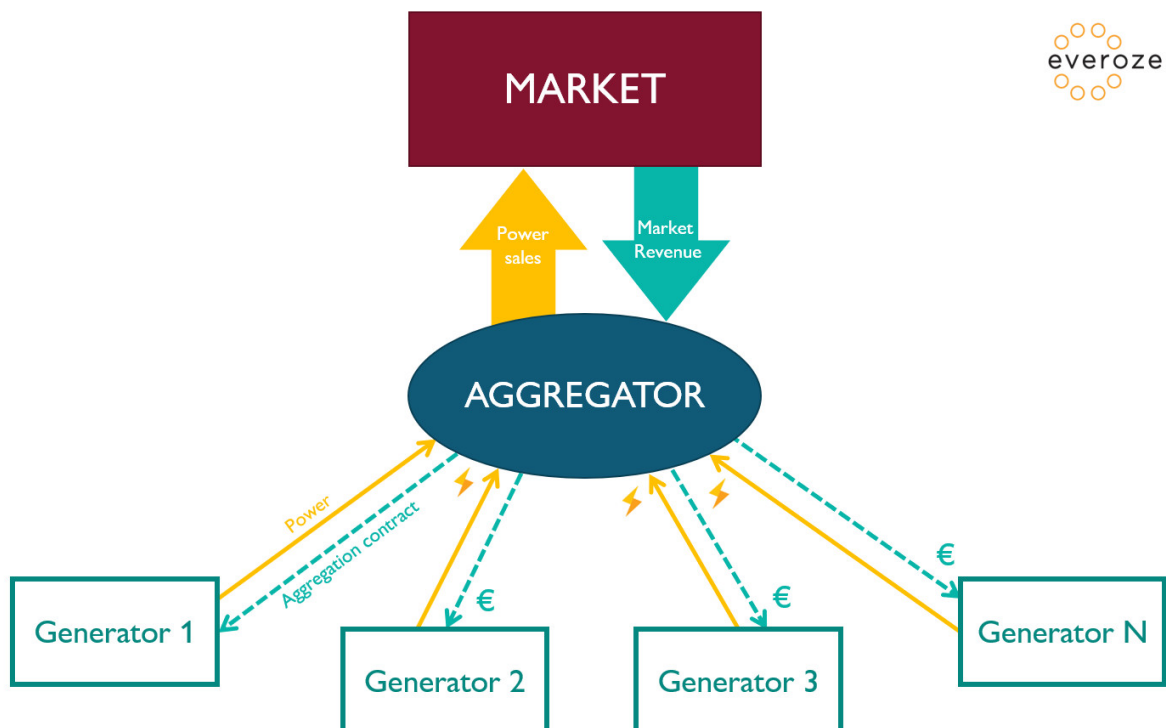 MARKET
everoze
Power
sales
Market
Revenue
AGGREGATOR
Power
Aggregation contract
€
€
€
Generator 1
Generator 2
Generator 3
Generator N